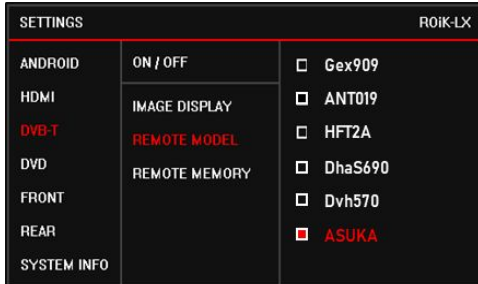 SETTINGS ROiK-LX
ANDROID
HDMI
DVB-T
DVD
FRONT
REAR
SYSTEM INFO
ON / OFF
IMAGE DISPLAY
REMOTE MODEL
REMOTE MEMORY
Gex909
ANT019
HFT2A
DhaS690
Dvh570
ASUKA